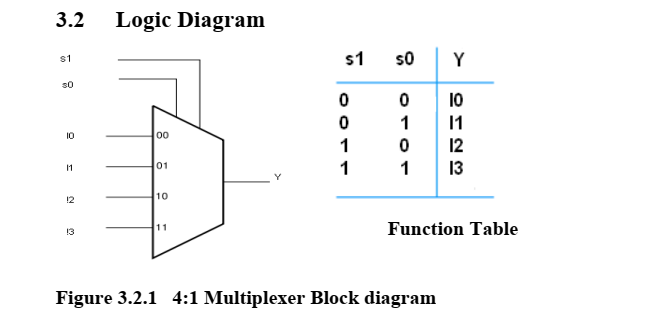 3.2 Logic Diagram
s1
s0
I0
I1
I2
I3
00
01
10
11
Y
s1 s0 Y
0 0 I0
0 1 I1
1 0 I2
1 1 I3
Function Table
Figure 3.2.1 4:1 Multiplexer Block diagram